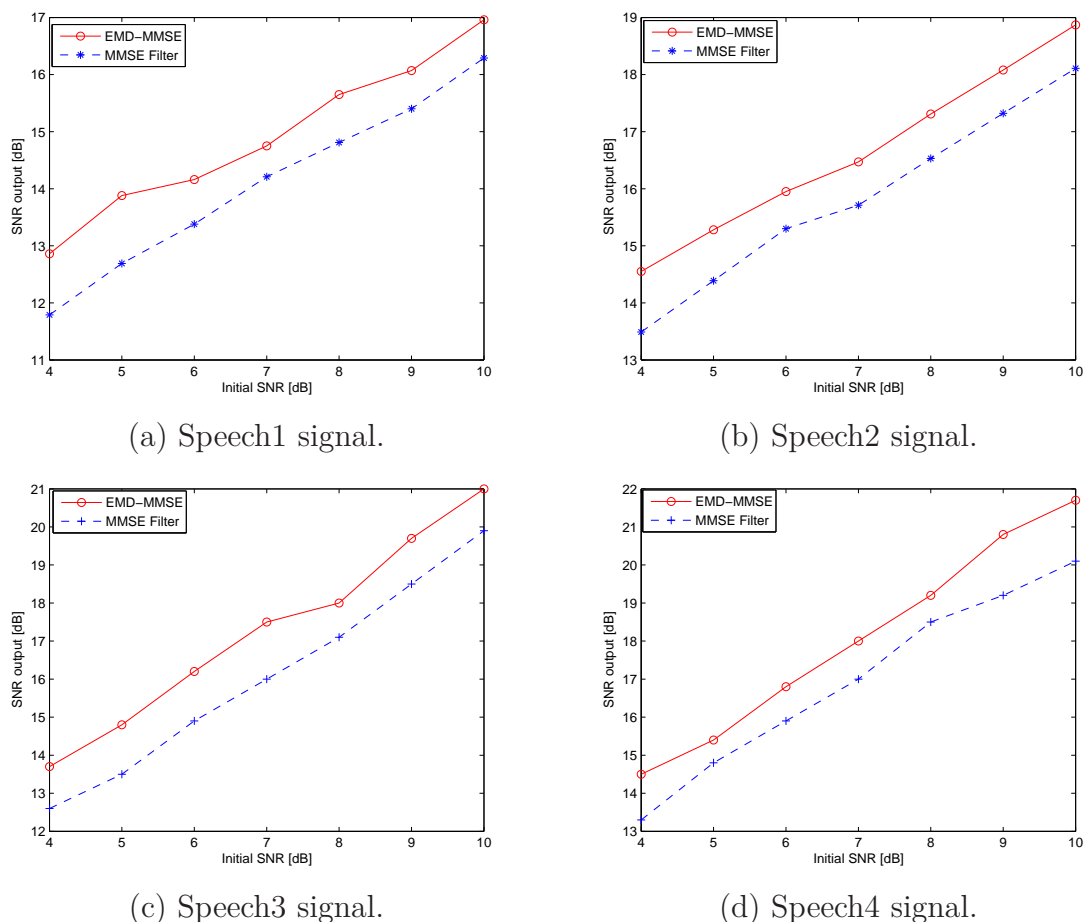 17
16
15
14
13
12
11
SNR output [dB]
EMD−MMSE
MMSE Filter
4 5 6 7 8 9 10
Initial SNR [dB]
(a) Speech1 signal.
19
18
17
16
15
14
13
SNR output [dB]
EMD−MMSE
MMSE Filter
4 5 6 7 8 9 10
Initial SNR [dB]
(b) Speech2 signal.
21
20
19
18
17
16
15
14
13
12
SNR output [dB]
EMD−MMSE
MMSE Filter
4 5 6 7 8 9 10
Initial SNR [dB]
(c) Speech3 signal.
22
21
20
19
18
17
16
15
14
13
SNR output [dB]
EMD−MMSE
MMSE Filter
4 5 6 7 8 9 10
Initial SNR [dB]
(d) Speech4 signal.